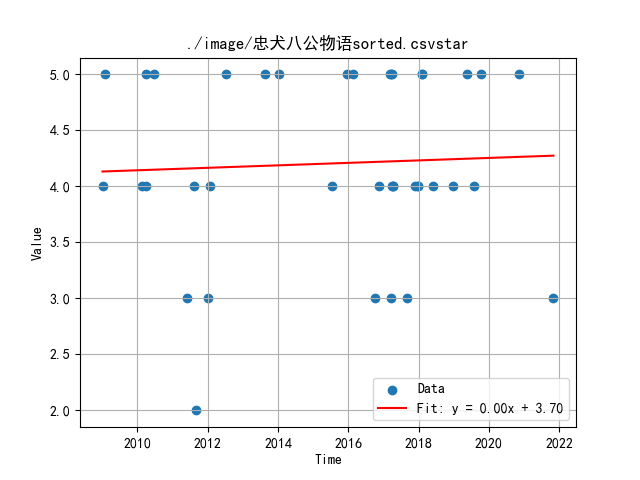 ./image/忠犬八公物语sorted.csvstar
5.0
4.5
4.0
3.5
3.0
2.5
2.0
Value
Data
Fit: y = 0.00x + 3.70
2010 2012 2014 2016 2018 2020 2022
Time